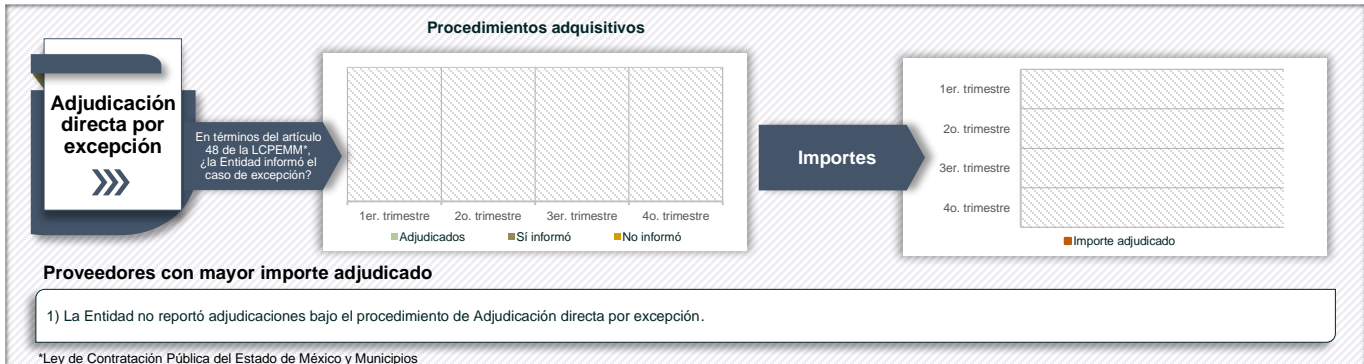 Procedimientos adquisitivos
Adjudicación
directa por
excepción
En términos del artículo
48 de la LCPEMM*,
¿la Entidad informó el
caso de excepción?
1er. trimestre 2o. trimestre 3er. trimestre 4o. trimestre
Adjudicados Sí informó No informó
Importes
1er. trimestre
2o. trimestre
3er. trimestre
4o. trimestre
Importe adjudicado
Proveedores con mayor importe adjudicado
1) La Entidad no reportó adjudicaciones bajo el procedimiento de Adjudicación directa por excepción.
*Ley de Contratación Pública del Estado de México y Municipios